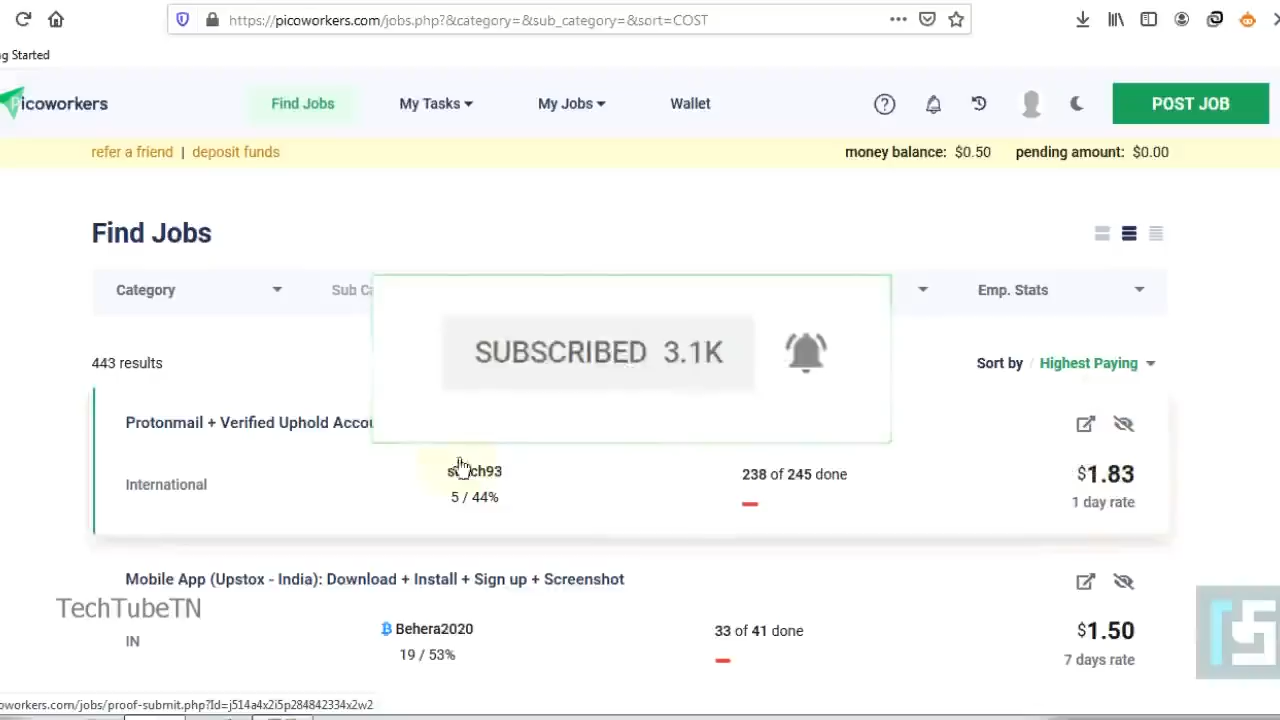 https://picoworkers.com/jobs.php?&category=&sub_category=&sort=COST
g Started
Picoworkers
Find Jobs
My Tasks
My Jobs
Wallet
POST JOB
refer a friend | deposit funds
money balance: $0.50 pending amount: $0.00
Find Jobs
Category
Sub Ca
Emp. Stats
SUBSCRIBED 3.1K
443 results
Sort by / Highest Paying
Protonmail + Verified Uphold Accou
International
238 of 245 done
5 / 44%
$1.83
1 day rate
Mobile App (Upstox - India): Download + Install + Sign up + Screenshot
TechTubeTN
IN
Behera2020
19 / 53%
33 of 41 done
$1.50
7 days rate
oworkers.com/jobs/proof-submit.php?Id=j514a4x2i5p284842334x2w2